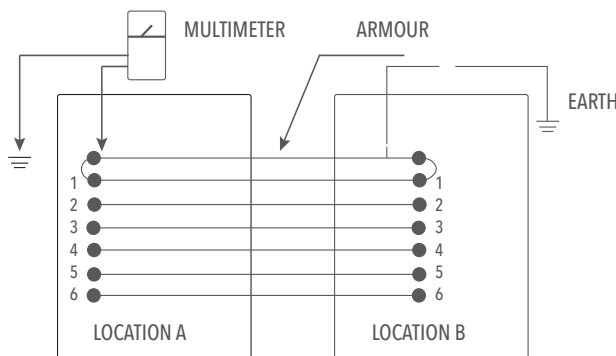 MULTIMETER
ARMOUR
EARTH
1 1
2 2
3 3
4 4
5 5
6 6
LOCATION A
LOCATION B